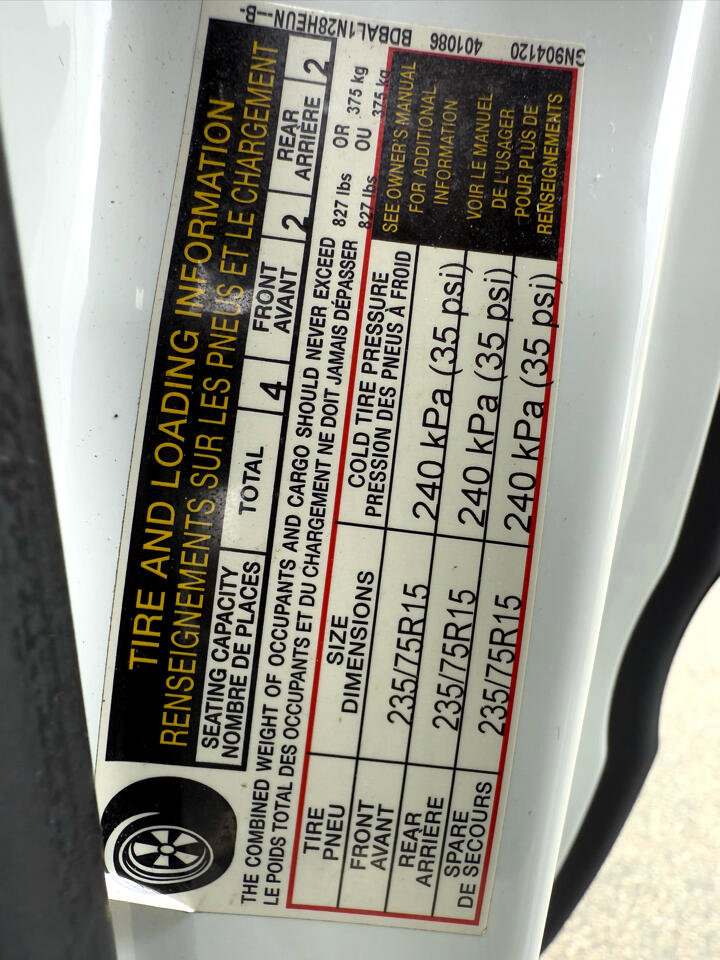 TIRE AND LOADING INFORMATION
RENSEIGNEMENTS SUR LES PNEUS ET LE CHARGEMENT
SEATING CAPACITY
NOMBRE DE PLACES
TOTAL
4
FRONT
AVANT
2
REAR
ARRIÈRE
2
THE COMBINED WEIGHT OF OCCUPANTS AND CARGO SHOULD NEVER EXCEED 827 lbs OR 375 kg
LE POIDS TOTAL DES OCCUPANTS ET DU CHARGEMENT NE DOIT JAMAIS DÉPASSER 827 lbs OU 375 kg
TIRE
PNEU
SIZE
DIMENSIONS
COLD TIRE PRESSURE
PRESSION DES PNEUS À FROID
FRONT
AVANT
235/75R15
240 kPa (35 psi)
REAR
ARRIÈRE
235/75R15
240 kPa (35 psi)
SPARE
DE SECOURS
235/75R15
240 kPa (35 psi)
SEE OWNER'S MANUAL
FOR ADDITIONAL
INFORMATION
VOIR LE MANUEL
DE L'USAGER
POUR PLUS DE
RENSEIGNEMENTS
GN904120 401086 BDBAL1N28HEUN---B-